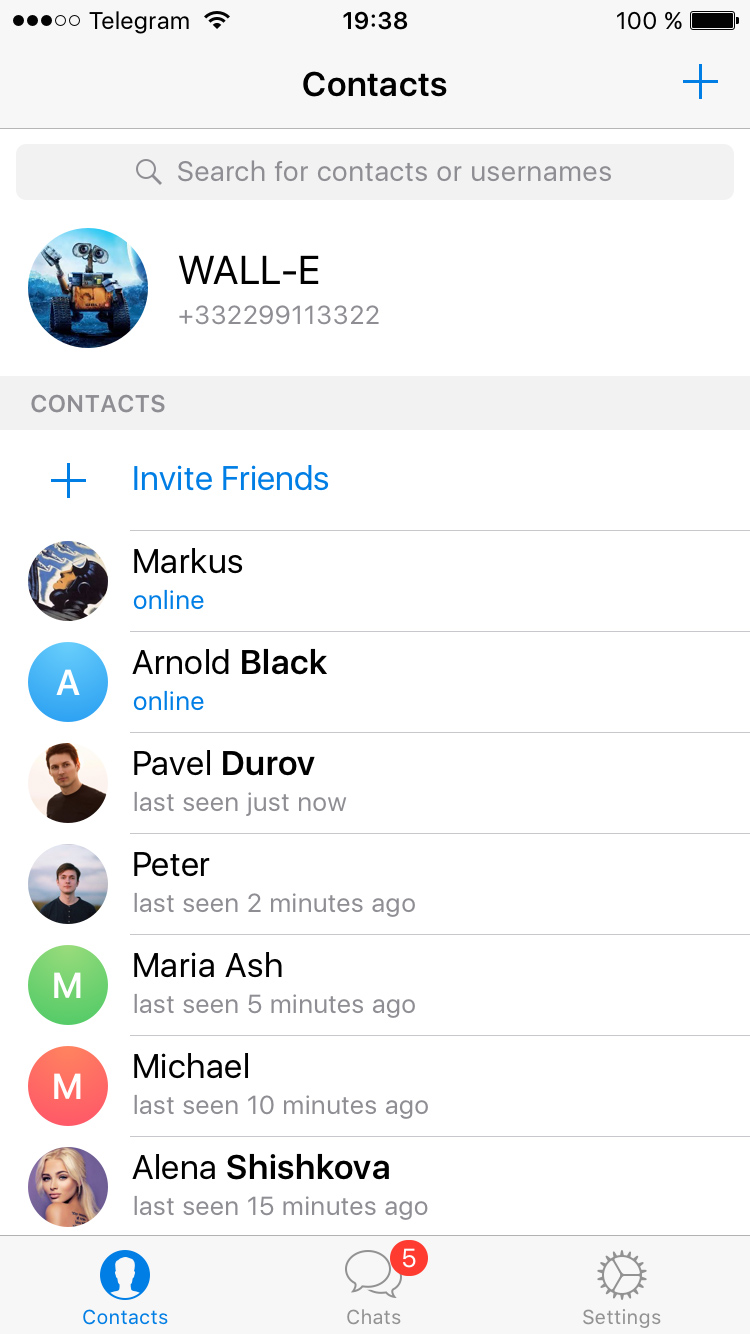 Telegram 19:38 100 %
Contacts
Search for contacts or usernames
WALL-E
+332299113322
CONTACTS
Invite Friends
Markus
online
A
Arnold Black
online
Pavel Durov
last seen just now
Peter
last seen 2 minutes ago
M
Maria Ash
last seen 5 minutes ago
M
Michael
last seen 10 minutes ago
Alena Shishkova
last seen 15 minutes ago
5
Contacts Chats Settings